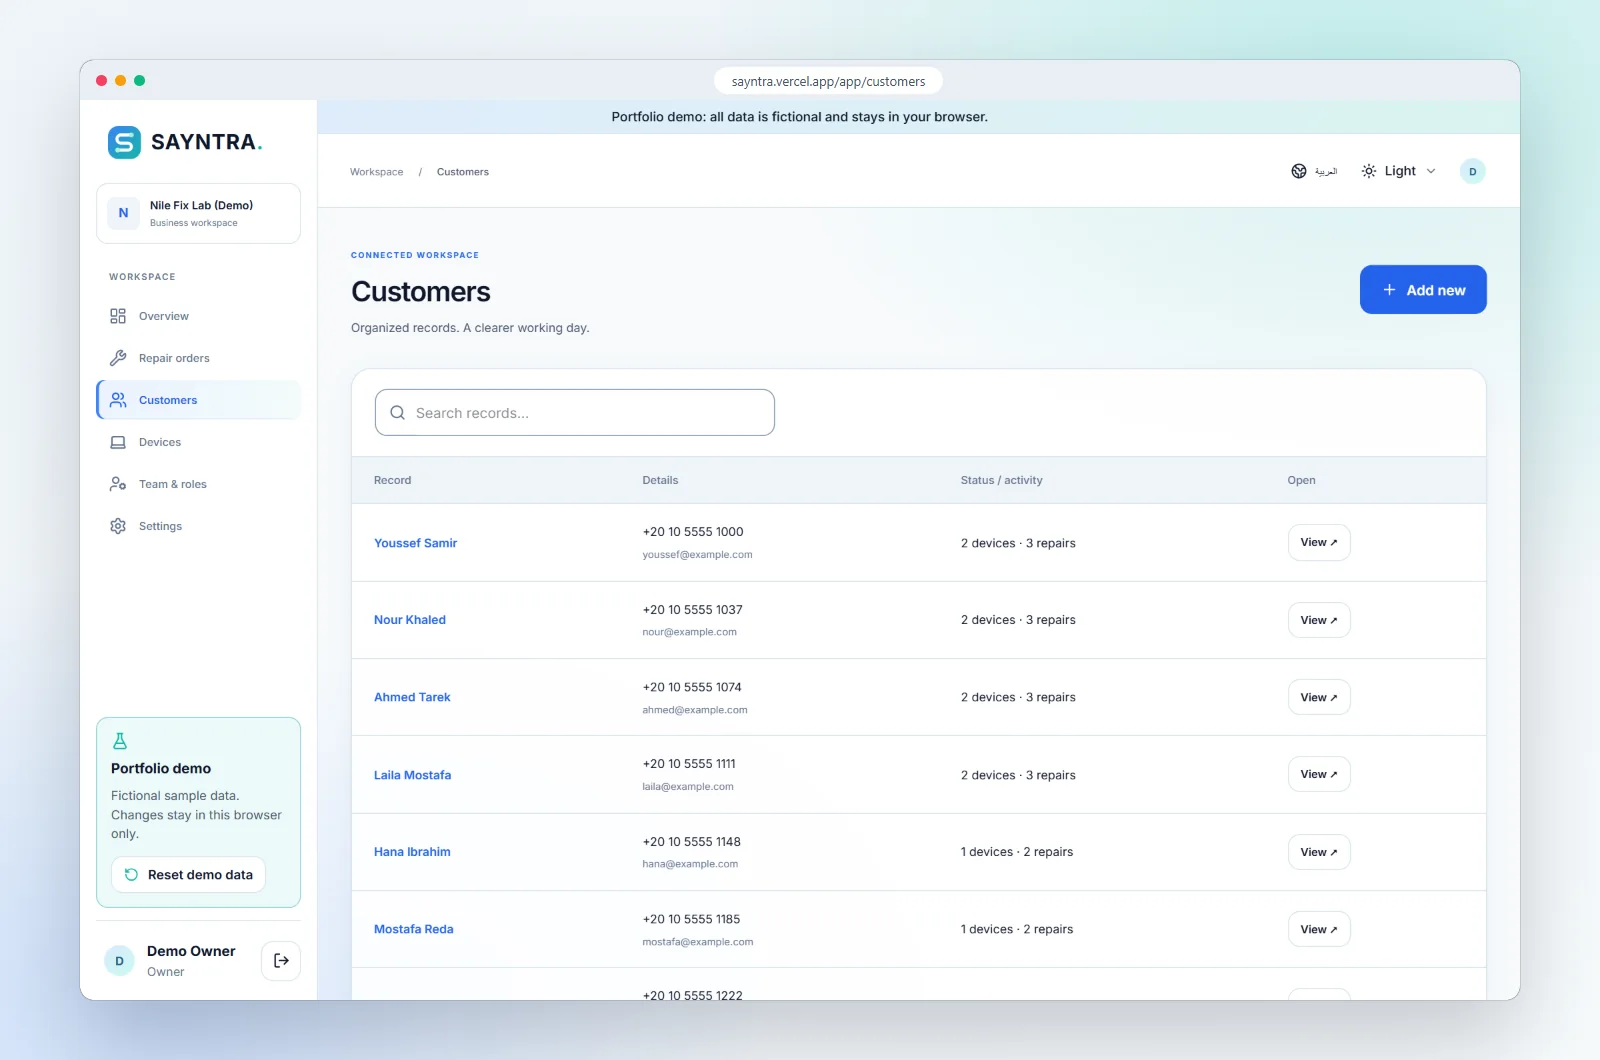 sayntra.vercel.app/app/customers
SAYNTRA.
N
Nile Fix Lab (Demo)
Business workspace
WORKSPACE
Overview
Repair orders
Customers
Devices
Team & roles
Settings
Portfolio demo
Fictional sample data.
Changes stay in this browser
only.
Reset demo data
D
Demo Owner
Owner
Portfolio demo: all data is fictional and stays in your browser.
Workspace / Customers
العربية
Light
D
CONNECTED WORKSPACE
Customers
Organized records. A clearer working day.
+ Add new
Search records...
Record Details Status / activity Open
Youssef Samir
+20 10 5555 1000
youssef@example.com
2 devices · 3 repairs
View ↗
Nour Khaled
+20 10 5555 1037
nour@example.com
2 devices · 3 repairs
View ↗
Ahmed Tarek
+20 10 5555 1074
ahmed@example.com
2 devices · 3 repairs
View ↗
Laila Mostafa
+20 10 5555 1111
laila@example.com
2 devices · 3 repairs
View ↗
Hana Ibrahim
+20 10 5555 1148
hana@example.com
1 devices · 2 repairs
View ↗
Mostafa Reda
+20 10 5555 1185
mostafa@example.com
1 devices · 2 repairs
View ↗
+20 10 5555 1222